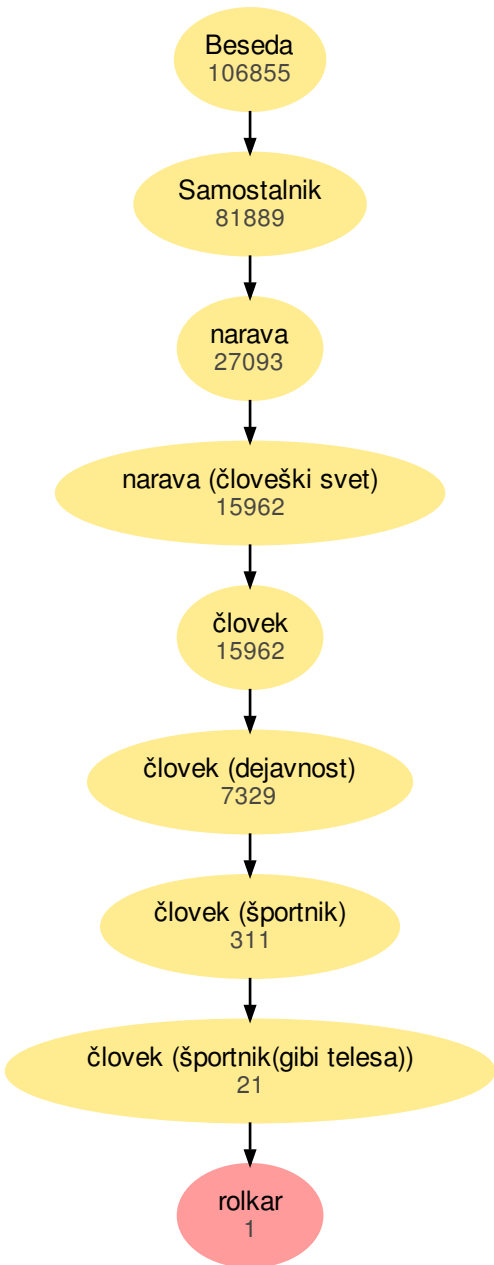 Beseda
106855
Samostalnik
81889
narava
27093
narava (človeški svet)
15962
človek
15962
človek (dejavnost)
7329
človek (športnik)
311
človek (športnik(gibi telesa))
21
rolkar
1